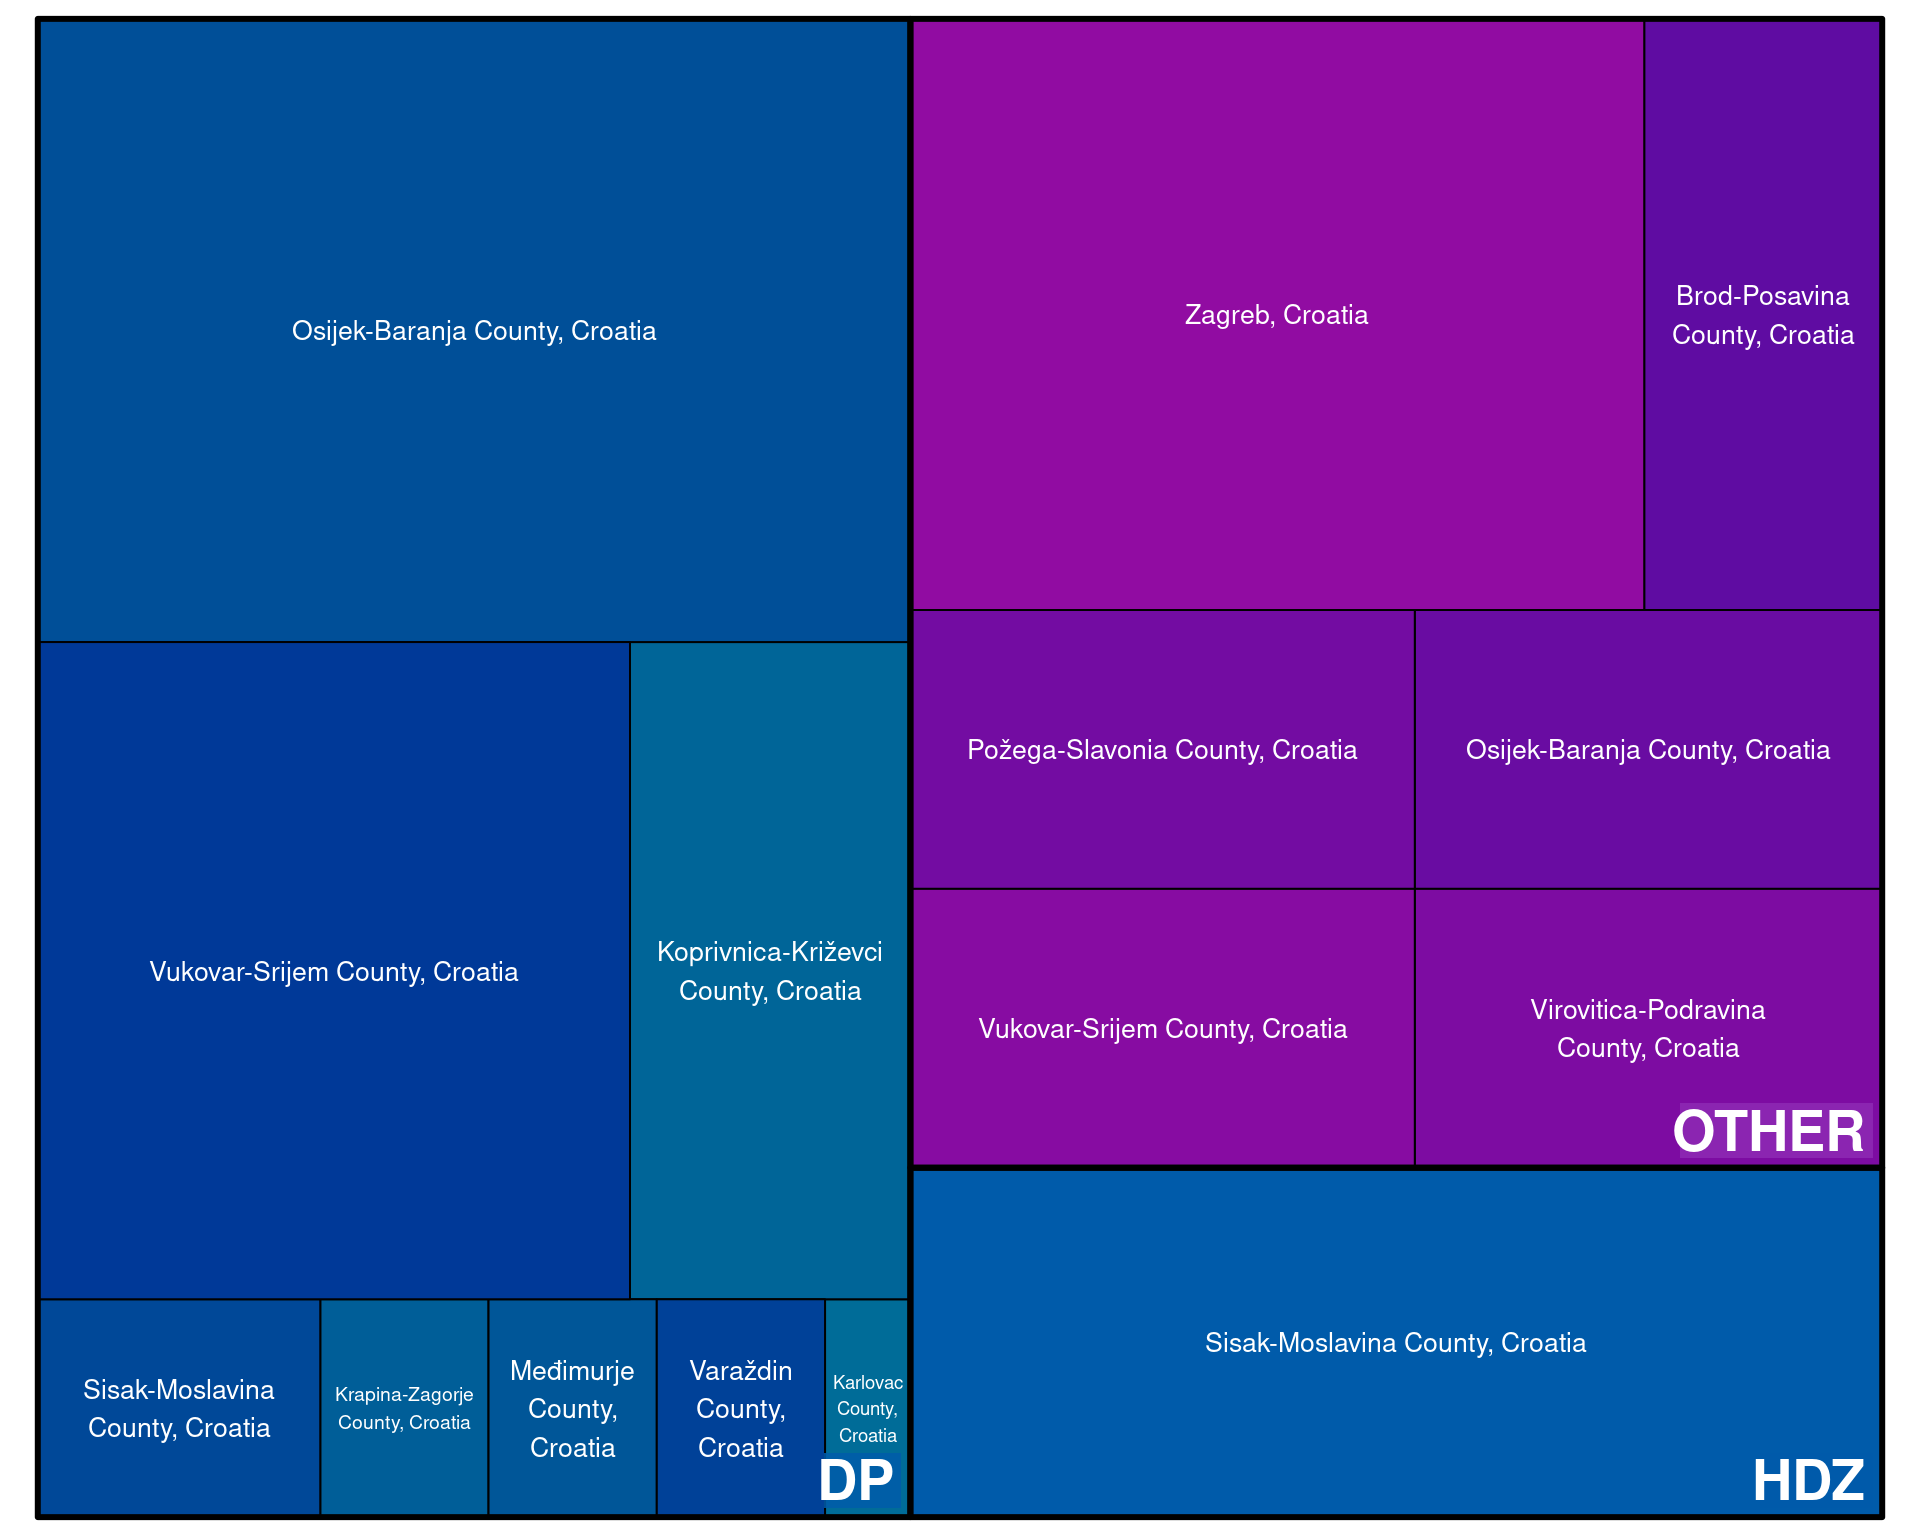 Osijek-Baranja County, Croatia
Vukovar-Srijem County, Croatia
Koprivnica-Križevci
County, Croatia
Sisak-Moslavina
County, Croatia
Krapina-Zagorje
County, Croatia
Međimurje
County,
Croatia
Varaždin
County,
Croatia
Karlovac
County,
Croatia
DP
Zagreb, Croatia
Brod-Posavina
County, Croatia
Požega-Slavonia County, Croatia
Osijek-Baranja County, Croatia
Vukovar-Srijem County, Croatia
Virovitica-Podravina
County, Croatia
OTHER
Sisak-Moslavina County, Croatia
HDZ